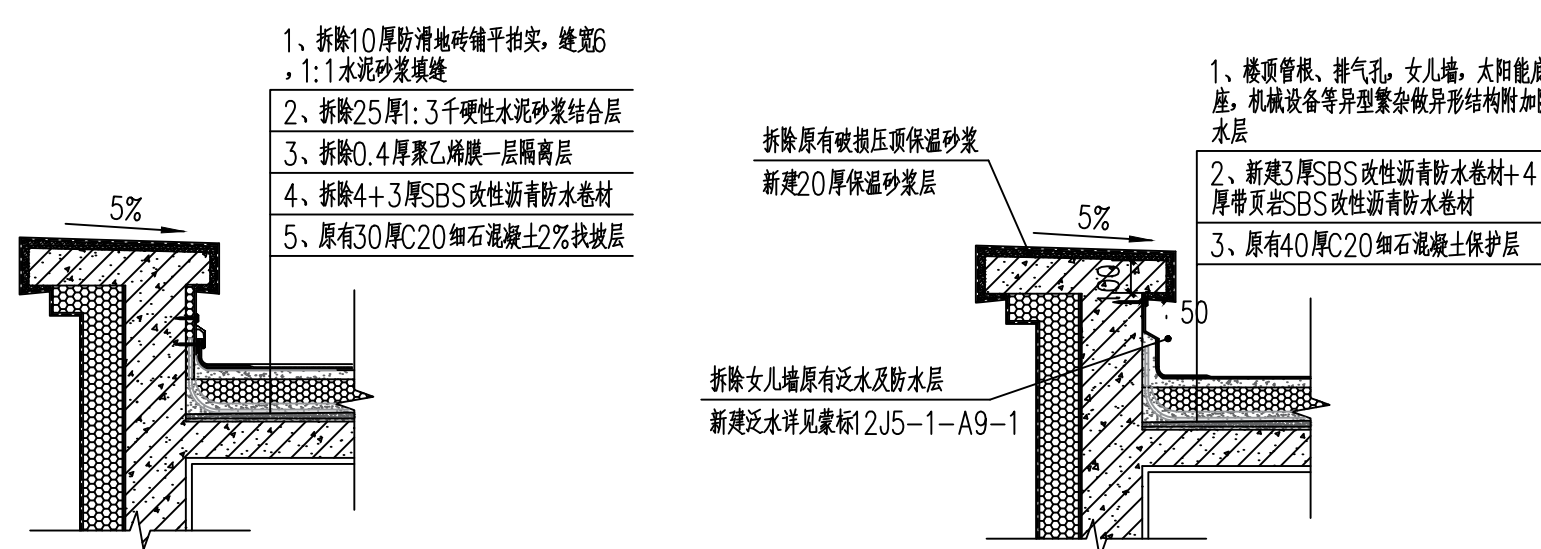 1、拆除10厚防滑地砖铺平拍实，缝宽6
，1:1水泥砂浆填缝
2、拆除25厚1:3干硬性水泥砂浆结合层
3、拆除0.4厚聚乙烯膜一层隔离层
4、拆除4+3厚SBS改性沥青防水卷材
5、原有30厚C20细石混凝土2%找坡层
5%
1、楼顶管根、排气孔，女儿墙，太阳能底
座，机械设备等异型繁杂做异形结构附加防
水层
2、新建3厚SBS改性沥青防水卷材+4
厚带页岩SBS改性沥青防水卷材
3、原有40厚C20细石混凝土保护层
拆除原有破损压顶保温砂浆
新建20厚保温砂浆层
5%
100
50
拆除女儿墙原有泛水及防水层
新建泛水详见蒙标12J5-1-A9-1